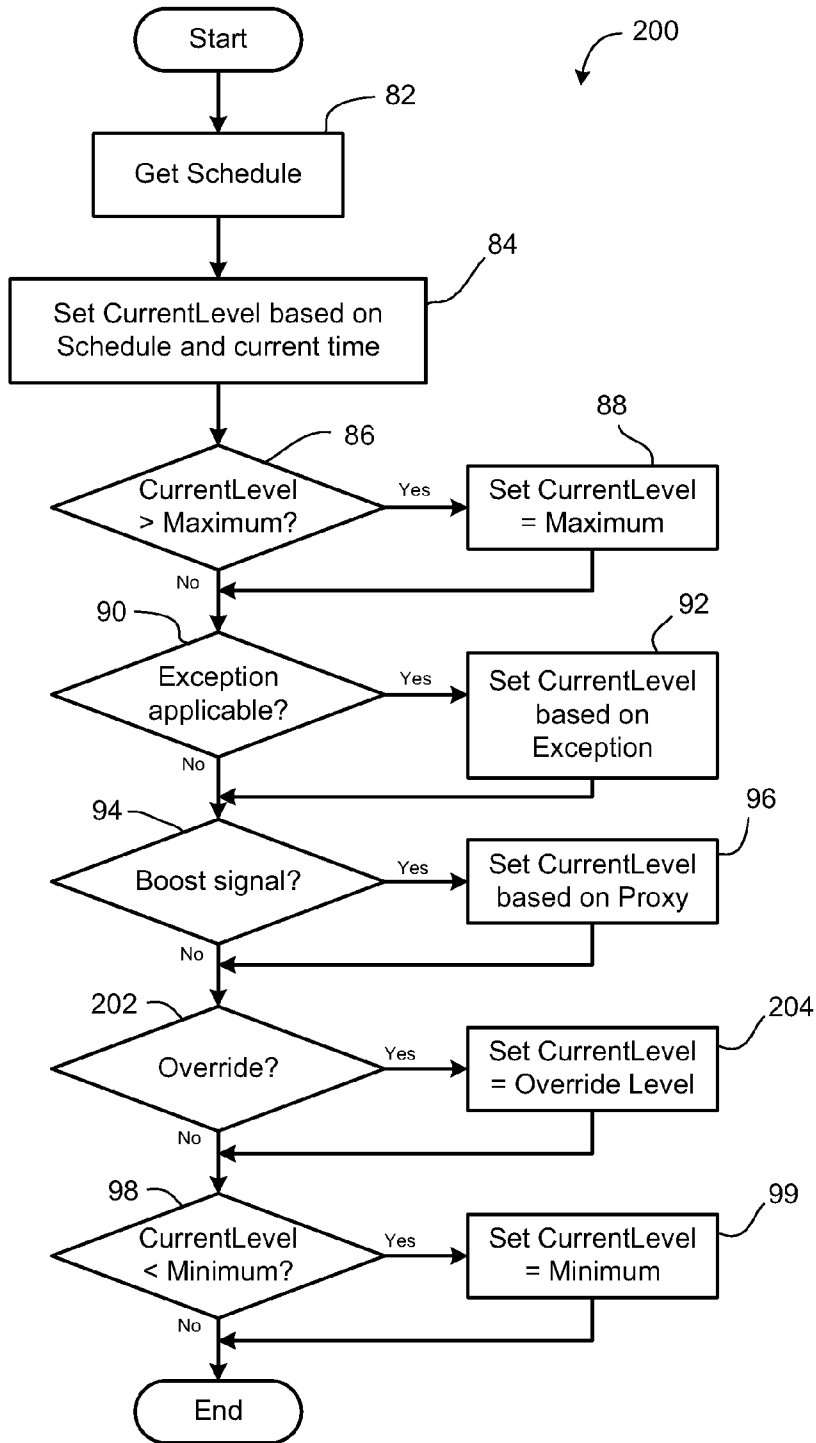 Start
200
82
Get Schedule
84
Set CurrentLevel based on
Schedule and current time
86
CurrentLevel
> Maximum?
Yes
88
Set CurrentLevel
= Maximum
No
90
Exception
applicable?
Yes
92
Set CurrentLevel
based on
Exception
No
94
Boost signal?
Yes
96
Set CurrentLevel
based on Proxy
No
202
Override?
Yes
204
Set CurrentLevel
= Override Level
No
98
CurrentLevel
< Minimum?
Yes
99
Set CurrentLevel
= Minimum
No
End